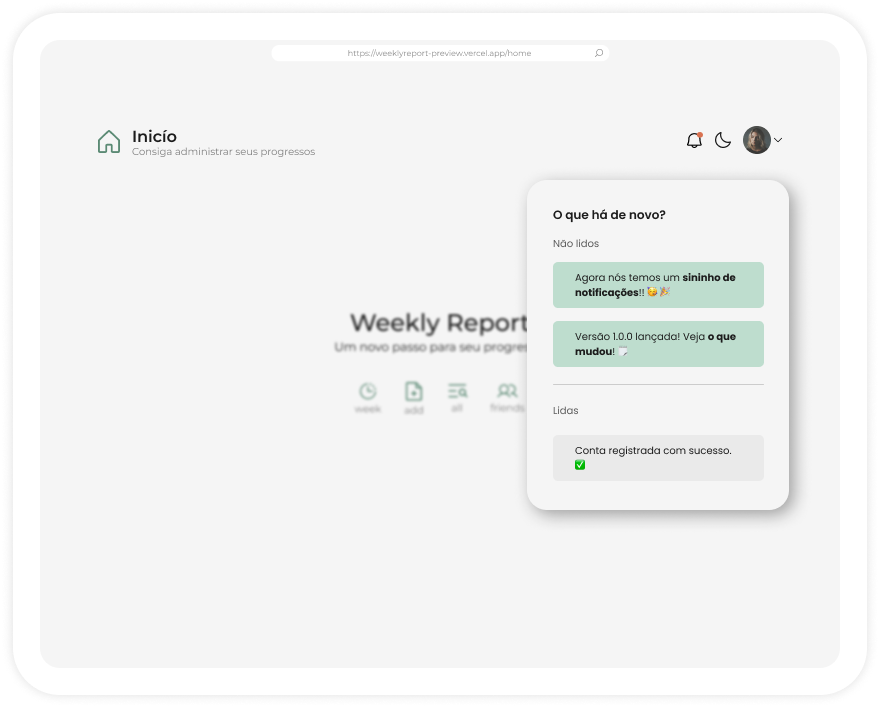 https://weeklyreport-preview.vercel.app/home
Inicío
Consiga administrar seus progressos
O que há de novo?
Não lidos
Agora nós temos um sininho de
notificações!! 🥳🎉
Versão 1.0.0 lançada! Veja o que
mudou! 🗒️
Lidas
Conta registrada com sucesso.
✅
Weekly Report
Um novo passo para seu
week
add
all
friends